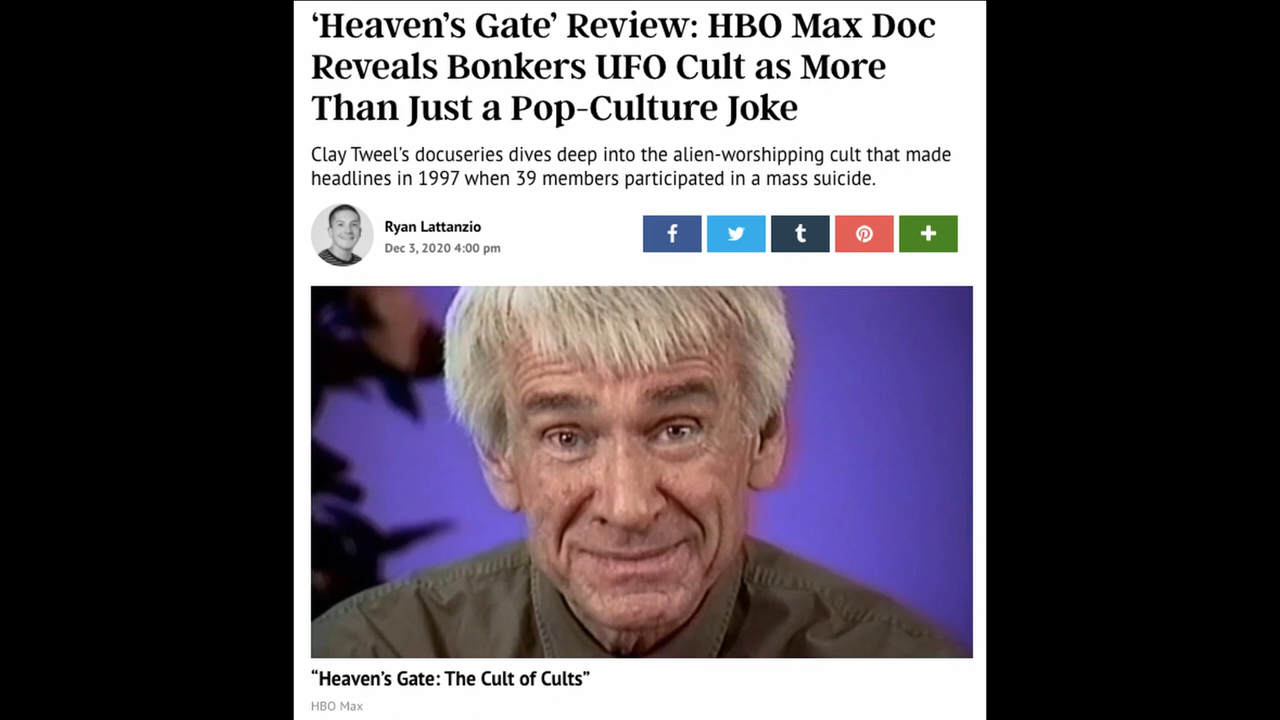 ‘Heaven’s Gate’ Review: HBO Max Doc
Reveals Bonkers UFO Cult as More
Than Just a Pop-Culture Joke
Clay Tweel's docuseries dives deep into the alien-worshipping cult that made
headlines in 1997 when 39 members participated in a mass suicide.
Ryan Lattanzio
Dec 3, 2020 4:00 pm
“Heaven’s Gate: The Cult of Cults”
HBO Max